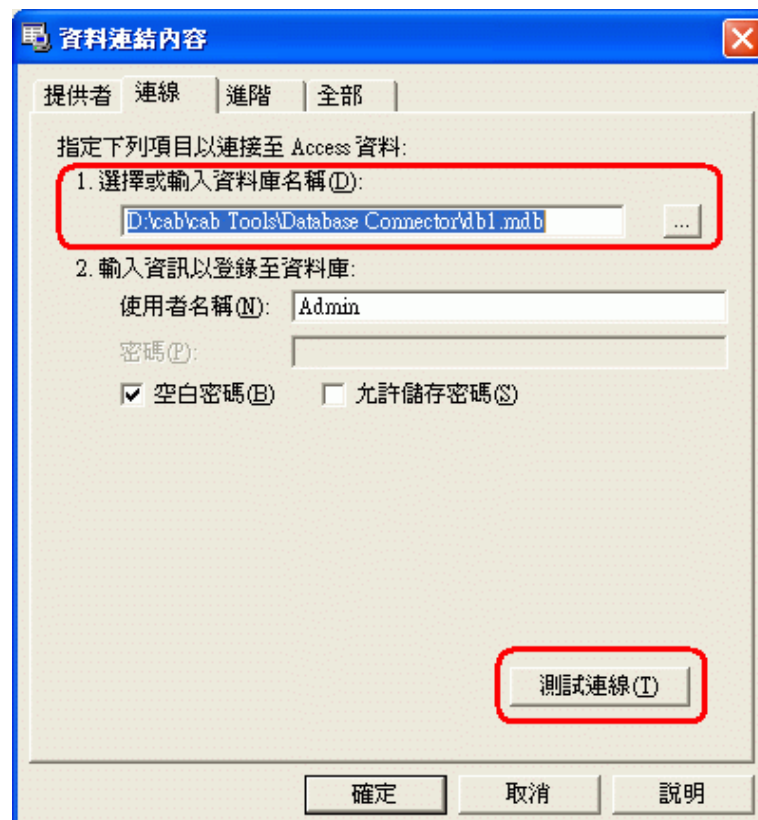 資料連結內容
提供者 連線 進階 全部
指定下列項目以連接至 Access 資料:
1. 選擇或輸入資料庫名稱(D):
D:\cab\cab Tools\Database Connector\db1.mdb ...
2. 輸入資訊以登錄至資料庫:
使用者名稱(N): Admin
密碼(P):
空白密碼(B) 允許儲存密碼(S)
測試連線(T)
確定 取消 說明